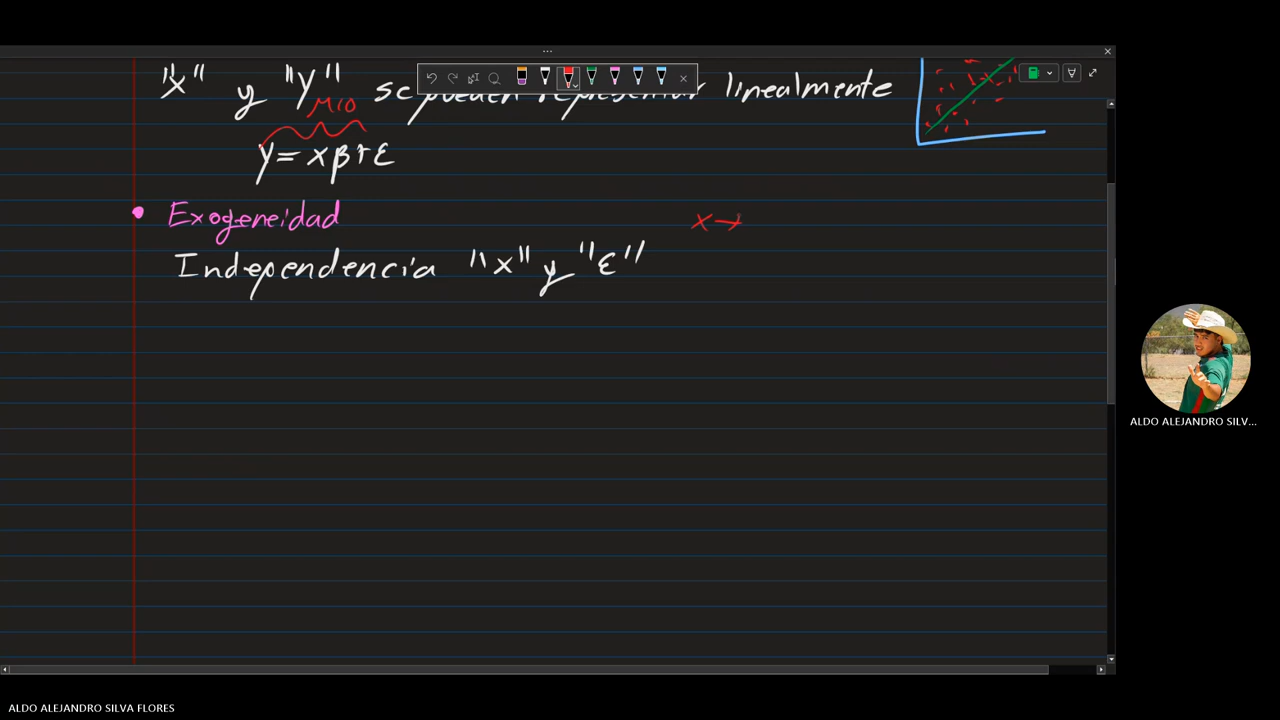 "x" y "Y" se pueden representar linealmente
MIO
y = xβ + ε
• Exogeneidad
x →
Independencia "x" y "ε"
ALDO ALEJANDRO SILV...
ALDO ALEJANDRO SILVA FLORES